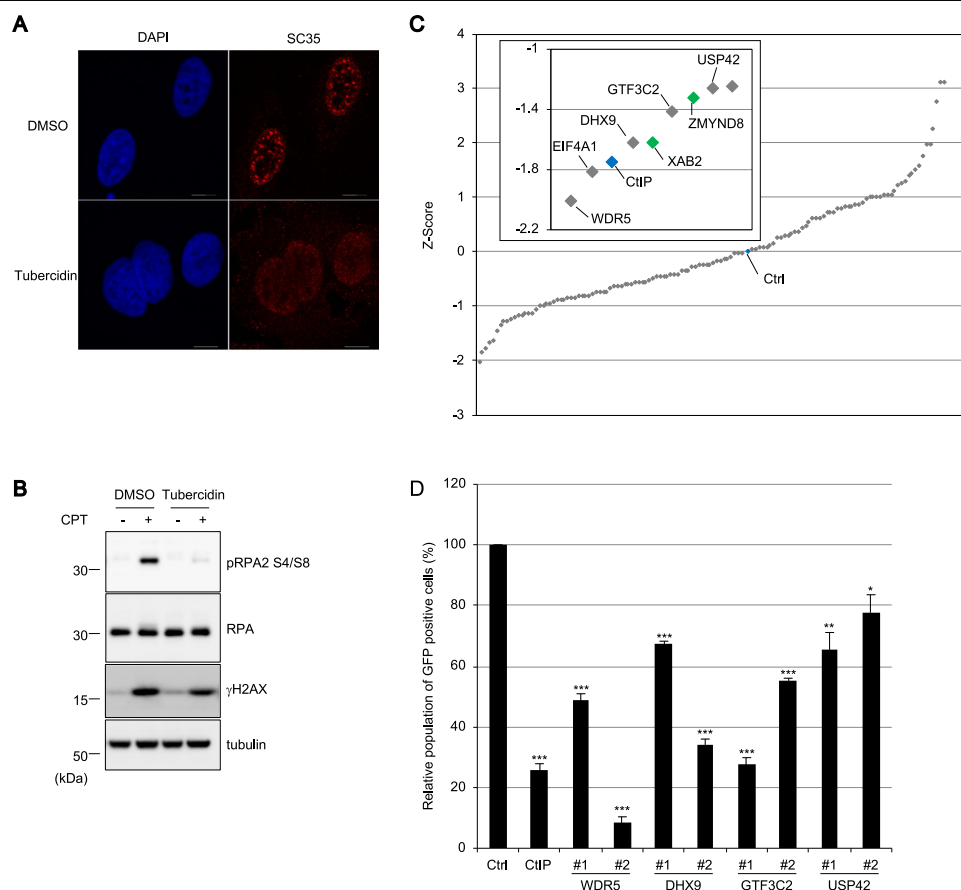 A
DAPI
SC35
DMSO
Tubercidin
B
DMSO
Tubercidin
CPT
-
+
-
+
30
pRPA2 S4/S8
30
RPA
15
γH2AX
50
tubulin
(kDa)
C
Z-Score
4
3
2
1
0
-1
-2
-3
-1
-1.4
-1.8
-2.2
USP42
GTF3C2
ZMYND8
DHX9
XAB2
EIF4A1
CtIP
WDR5
Ctrl
D
Relative population of GFP positive cells (%)
120
100
80
60
40
20
0
***
***
***
***
***
***
***
**
*
Ctrl
CtIP
#1
#2
#1
#2
#1
#2
#1
#2
WDR5
DHX9
GTF3C2
USP42